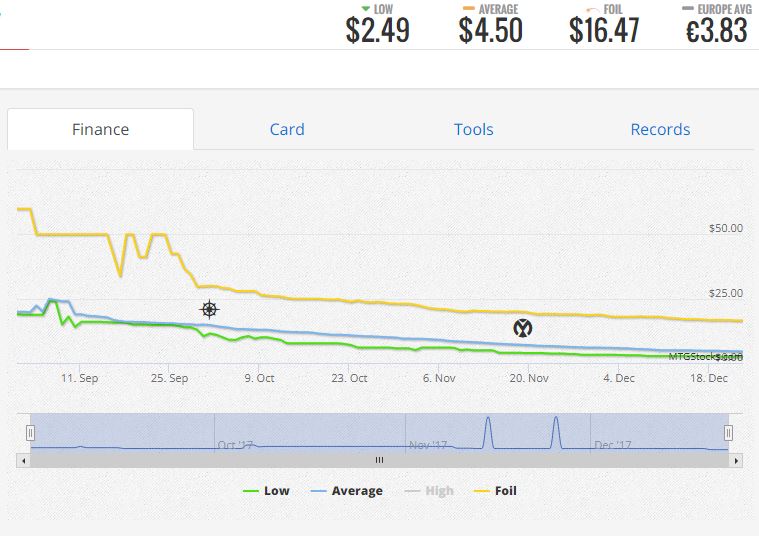 LOW AVERAGE FOIL EUROPE AVG
$2.49 $4.50 $16.47 €3.83
Finance Card Tools Records
$50.00
$25.00
MTGStocks.com
$0.00
11. Sep 25. Sep 9. Oct 23. Oct 6. Nov 20. Nov 4. Dec 18. Dec
Oct '17 Nov '17 Dec '17
Low Average High Foil